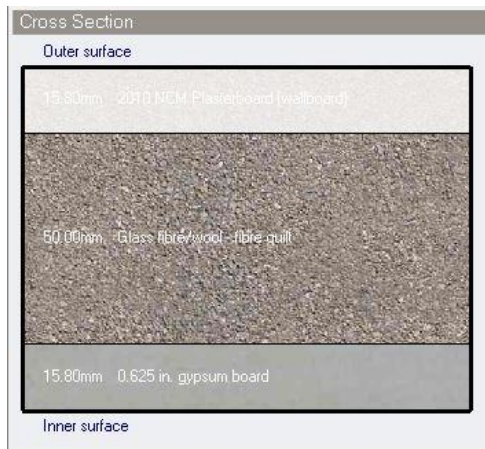 Cross Section
Outer surface
15.80mm 2010 NCM Plasterboard (wallboard)
50.00mm Glass fibre/wool - fibre quilt
15.80mm 0.625 in. gypsum board
Inner surface